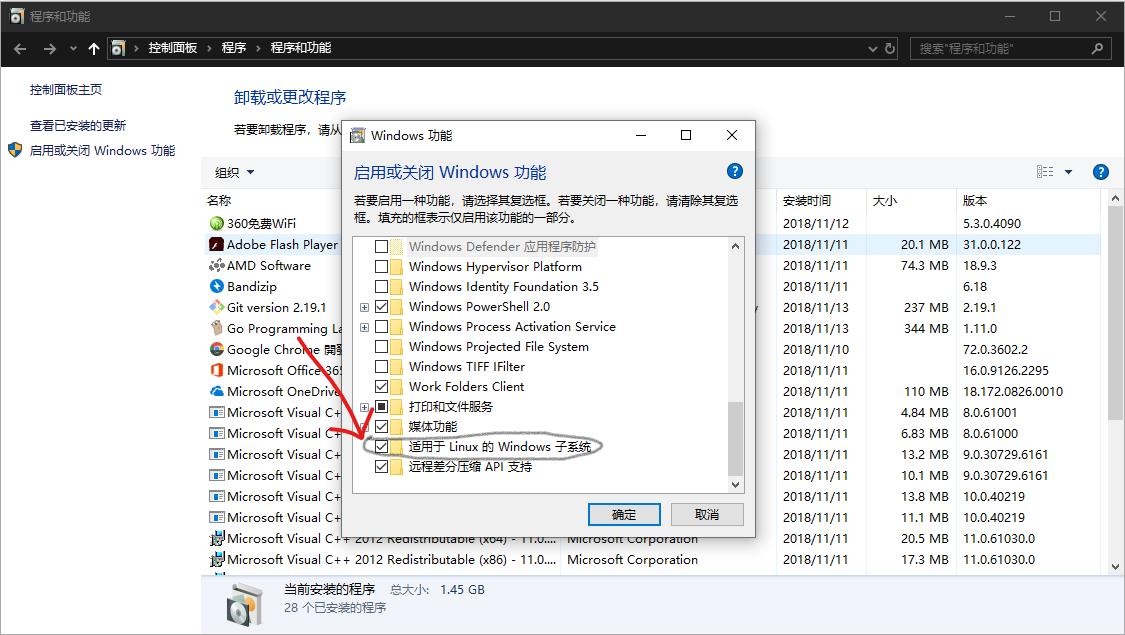 程序和功能
控制面板 程序 程序和功能
搜索"程序和功能"
控制面板主页
查看已安装的更新
启用或关闭 Windows 功能
卸载或更改程序
若要卸载程序，请从
组织
名称 安装时间 大小 版本
360免费WiFi 2018/11/12 5.3.0.4090
Adobe Flash Player 2018/11/11 20.1 MB 31.0.0.122
AMD Software 2018/11/11 74.3 MB 18.9.3
Bandizip 2018/11/11 6.18
Git version 2.19.1 2018/11/13 237 MB 2.19.1
Go Programming La 2018/11/13 344 MB 1.11.0
Google Chrome 開發 2018/11/10 72.0.3602.2
Microsoft Office 365 2018/11/11 16.0.9126.2295
Microsoft OneDrive 2018/11/11 110 MB 18.172.0826.0010
Microsoft Visual C+ 2018/11/11 4.84 MB 8.0.61001
Microsoft Visual C+ 2018/11/11 6.83 MB 8.0.61000
Microsoft Visual C+ 2018/11/11 13.2 MB 9.0.30729.6161
Microsoft Visual C+ 2018/11/11 10.1 MB 9.0.30729.6161
Microsoft Visual C+ 2018/11/11 13.8 MB 10.0.40219
Microsoft Visual C+ 2018/11/11 11.1 MB 10.0.40219
Microsoft Visual C++ 2012 Redistributable (x64) - 11.0.... Microsoft Corporation 2018/11/11 20.5 MB 11.0.61030.0
Microsoft Visual C++ 2012 Redistributable (x86) - 11.0.... Microsoft Corporation 2018/11/11 17.3 MB 11.0.61030.0
当前安装的程序 总大小: 1.45 GB
28 个已安装的程序
Windows 功能
启用或关闭 Windows 功能
若要启用一种功能，请选择其复选框。若要关闭一种功能，请清除其复选
框。填充的框表示仅启用该功能的一部分。
Windows Defender 应用程序防护
Windows Hypervisor Platform
Windows Identity Foundation 3.5
Windows PowerShell 2.0
Windows Process Activation Service
Windows Projected File System
Windows TIFF IFilter
Work Folders Client
打印和文件服务
媒体功能
适用于 Linux 的 Windows 子系统
远程差分压缩 API 支持
确定
取消